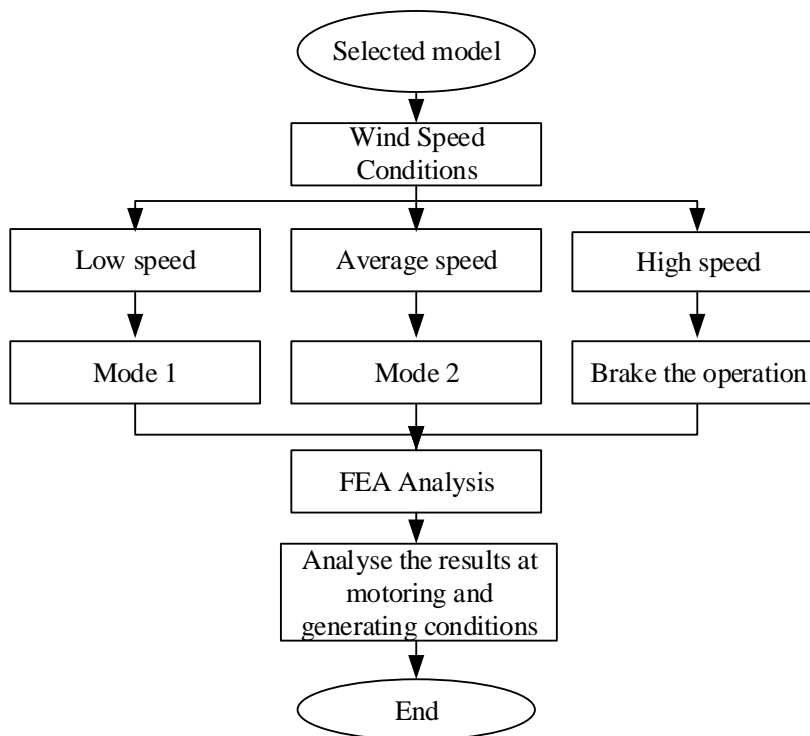 Selected model
Wind Speed
Conditions
Low speed
Average speed
High speed
Mode 1
Mode 2
Brake the operation
FEA Analysis
Analyse the results at
motoring and
generating conditions
End